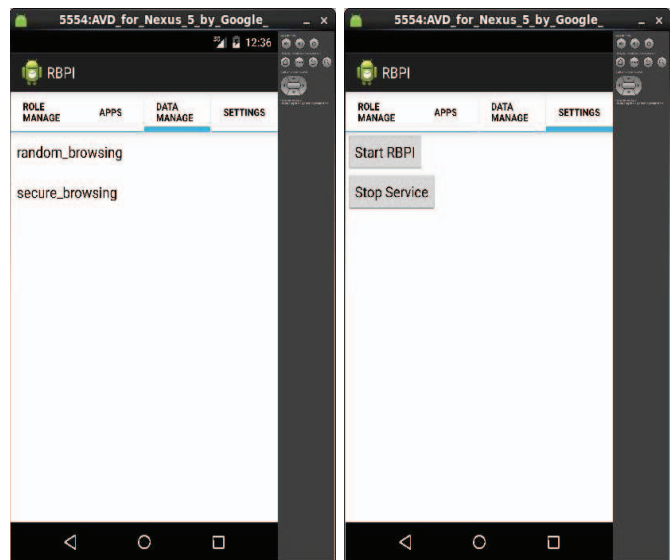 5554:AVD_for_Nexus_5_by_Google_
12:36
RBPI
ROLE MANAGE
APPS
DATA MANAGE
SETTINGS
random_browsing
secure_browsing
5554:AVD_for_Nexus_5_by_Google_
RBPI
ROLE MANAGE
APPS
DATA MANAGE
SETTINGS
Start RBPI
Stop Service